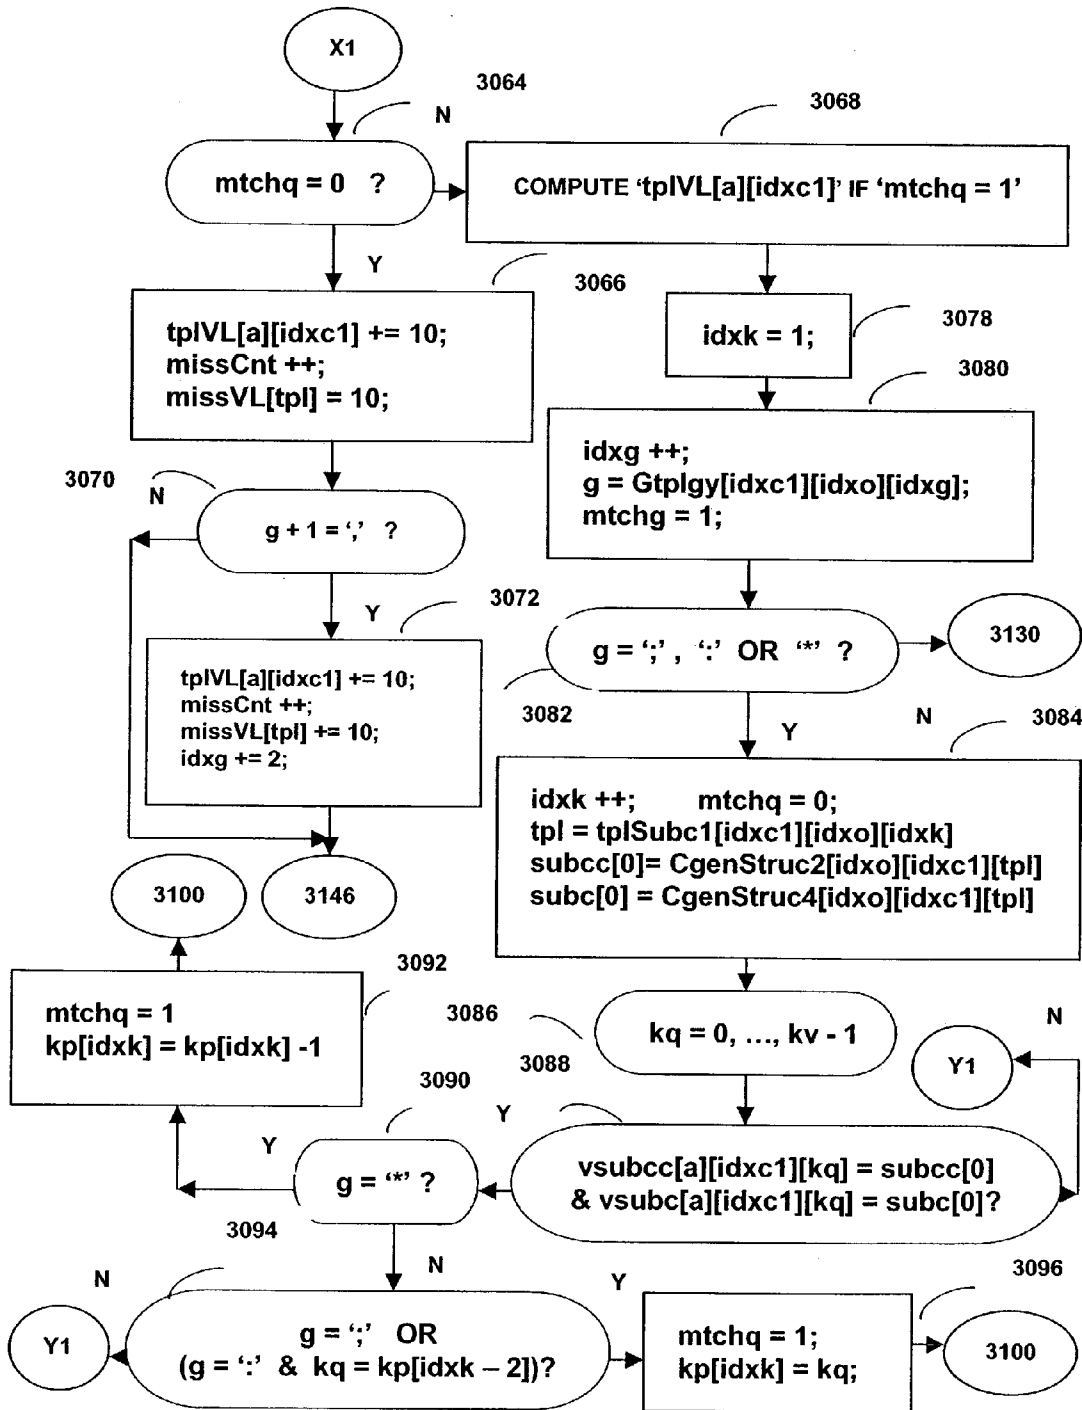 X1
3064
N
3068
mtchq = 0 ?
COMPUTE ‘tplVL[a][idxc1]’ IF ‘mtchq = 1’
Y
3066
tplVL[a][idxc1] += 10;
missCnt ++;
missVL[tpl] = 10;
idxk = 1;
3078
3080
idxg ++;
g = Gtplgy[idxc1][idxo][idxg];
mtchg = 1;
3070
N
g + 1 = ‘,’ ?
Y
3072
tplVL[a][idxc1] += 10;
missCnt ++;
missVL[tpl] += 10;
idxg += 2;
g = ‘;’ , ‘:’ OR ‘*’ ?
3130
3082
N
Y
3084
idxk ++; mtchq = 0;
tpl = tplSubc1[idxc1][idxo][idxk]
subcc[0]= CgenStruc2[idxo][idxc1][tpl]
subc[0] = CgenStruc4[idxo][idxc1][tpl]
3100
3146
3092
mtchq = 1
kp[idxk] = kp[idxk] -1
3086
kq = 0, ..., kv - 1
N
Y1
3088
3090
Y
Y
g = ‘*’ ?
vsubcc[a][idxc1][kq] = subcc[0]
& vsubc[a][idxc1][kq] = subc[0]?
3094
N
N
Y
3096
Y1
g = ‘;’ OR
(g = ‘:’ & kq = kp[idxk – 2])?
mtchq = 1;
kp[idxk] = kq;
3100